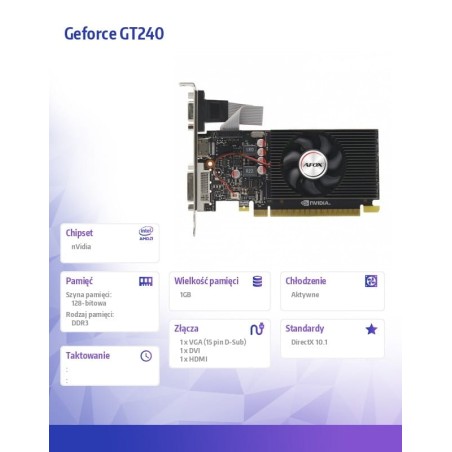 Geforce GT240
AFOX
NVIDIA.
Chipset
intel
AMD
nVidia
Pamięć
Szyna pamięci:
128-bitowa
Rodzaj pamięci:
DDR3
Wielkość pamięci
1GB
Chłodzenie
Aktywne
Złącza
1 x VGA (15 pin D-Sub)
1 x DVI
1 x HDMI
Standardy
DirectX 10.1
Taktowanie
:
: